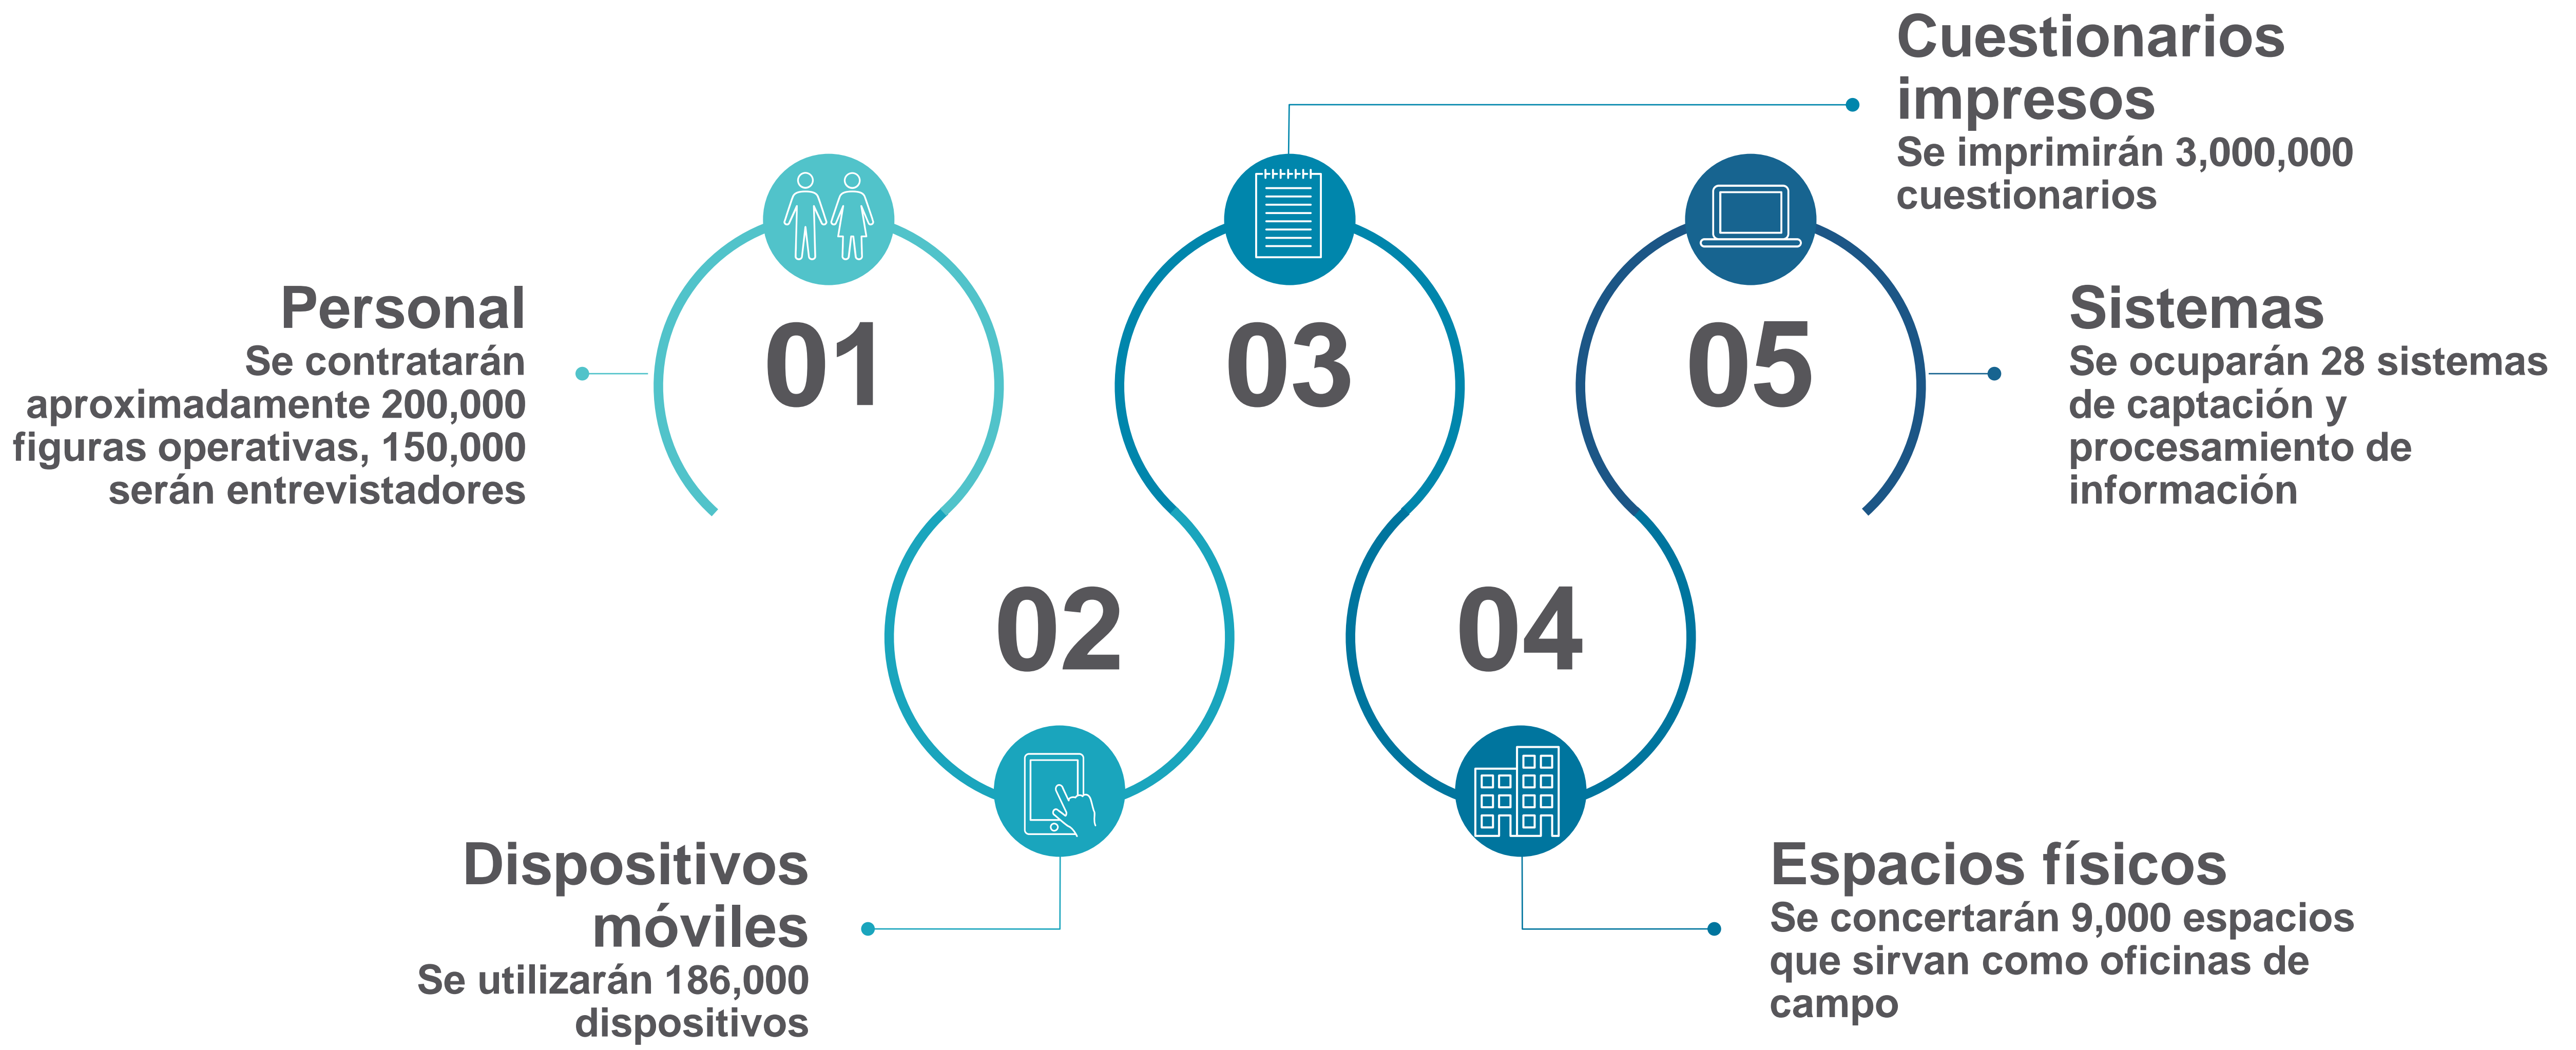 01
Personal
Se contratarán
aproximadamente 200,000
figuras operativas, 150,000
serán entrevistadores
02
Dispositivos
móviles
Se utilizarán 186,000
dispositivos
03
Cuestionarios
impresos
Se imprimirán 3,000,000
cuestionarios
04
Espacios físicos
Se concertarán 9,000 espacios
que sirvan como oficinas de
campo
05
Sistemas
Se ocuparán 28 sistemas
de captación y
procesamiento de
información